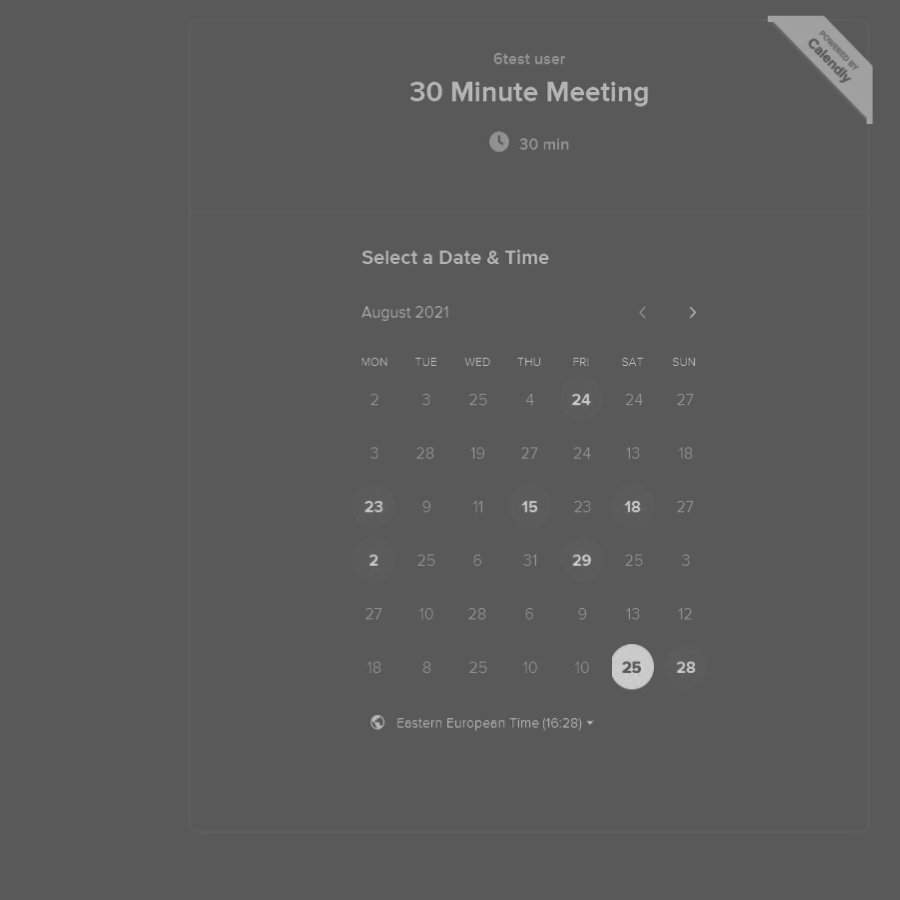 POWERED BY
Calendly
6test user
30 Minute Meeting
30 min
Select a Date & Time
August 2021
MON TUE WED THU FRI SAT SUN
2 3 25 4 24 24 27
3 28 19 27 24 13 18
23 9 11 15 23 18 27
2 25 6 31 29 25 3
27 10 28 6 9 13 12
18 8 25 10 10 25 28
Eastern European Time (16:28)